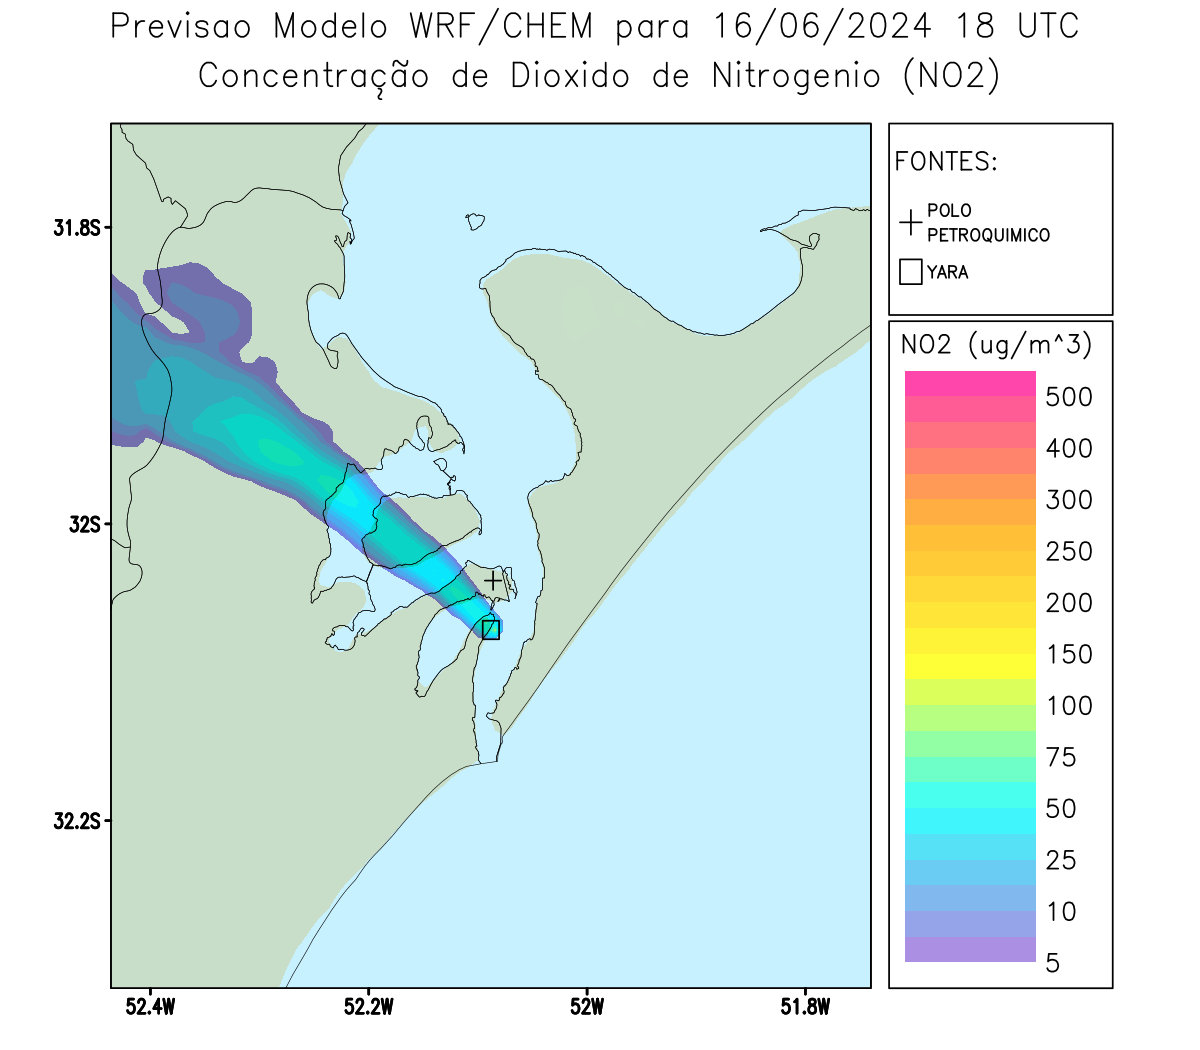 Previsao Modelo WRF/CHEM para 16/06/2024 18 UTC
Concentração de Dioxido de Nitrogenio (NO2)
FONTES:
POLO
PETROQUIMICO
YARA
NO2 (ug/m^3)
500
400
300
250
200
150
100
75
50
25
10
5
31.8S
32S
32.2S
52.4W
52.2W
52W
51.8W